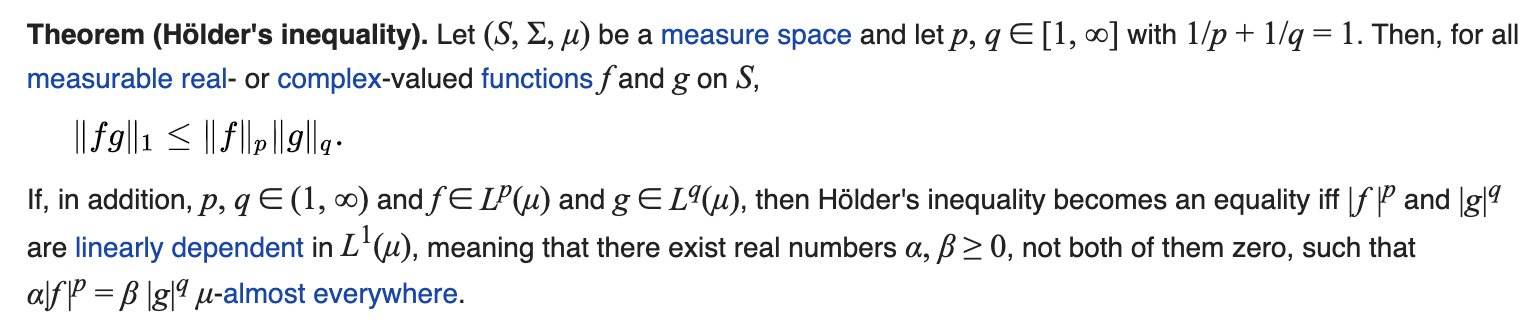 Theorem (Hölder's inequality). Let (S, Σ, μ) be a measure space and let p, q ∈ [1, ∞] with 1/p + 1/q = 1. Then, for all
measurable real- or complex-valued functions f and g on S,
‖fg‖₁ ≤ ‖f‖ₚ‖g‖_q.
If, in addition, p, q ∈ (1, ∞) and f ∈ Lᵖ(μ) and g ∈ L^q(μ), then Hölder's inequality becomes an equality iff |f|ᵖ and |g|^q
are linearly dependent in L¹(μ), meaning that there exist real numbers α, β ≥ 0, not both of them zero, such that
α|f|ᵖ = β |g|^q μ-almost everywhere.